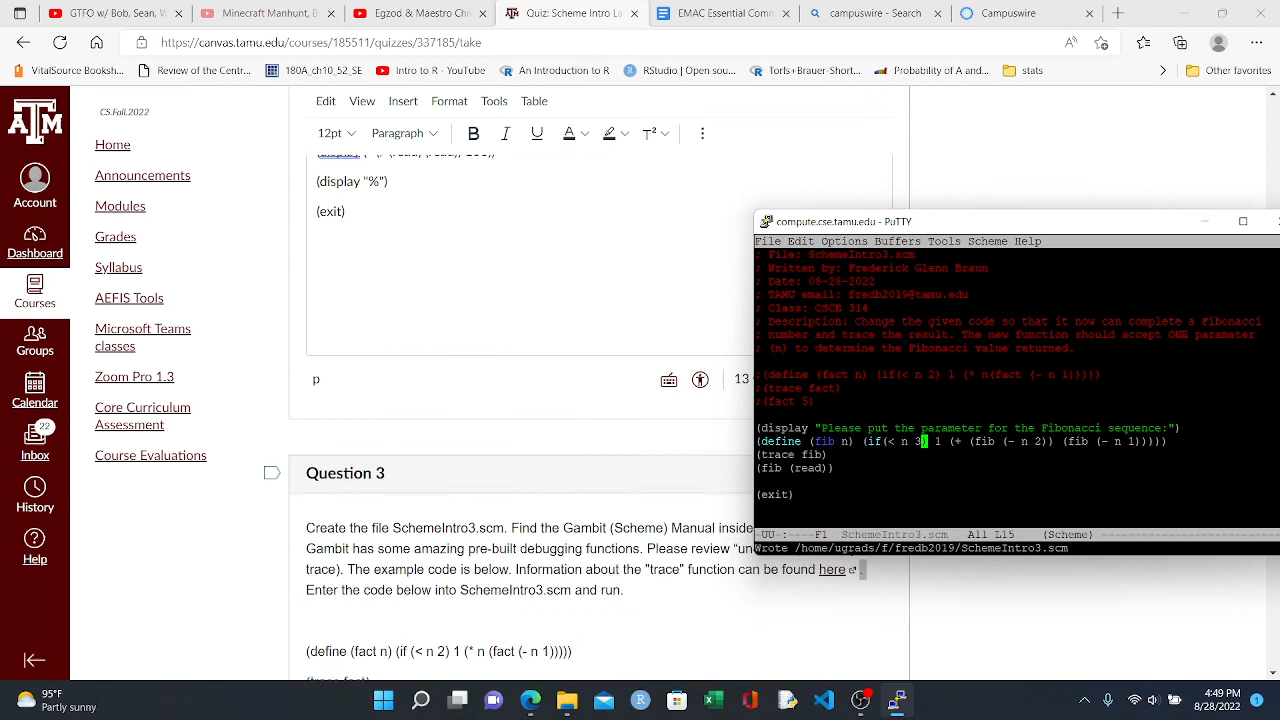 GTFO w/ Bob, Sean, W
Minecraft Manhunt, B
Egzod & Maestro Chi
Quiz: Scheme Intro La
EMAC Essentials
campuswire - Search
Campuswire
https://canvas.tamu.edu/courses/185511/quizzes/337185/take
VitalSource Books
Review of the Centr...
180A_ch10_52_SE
Intro to R - YouTube
An Introduction to R
RStudio | Open sou...
Torfs+Brauer-Short...
Probability of A and...
stats
Other favorites
CS.Fall.2022
Home
Announcements
Modules
Grades
Syllabus
AEFIS Tools
Microsoft Teams
classes
Zoom Pro 1.3
Core Curriculum
Assessment
Course Evaluations
Account
Dashboard
Courses
Groups
Calendar
22
Inbox
History
Help
Edit View Insert Format Tools Table
12pt Paragraph B I U A T²
(display "%")
(exit)
p
13
Question 3
Create the file SchemeIntro3.scm. Find the Gambit (Scheme) Manual inside
Gambit has some amazing pre-built debugging functions. Please review "un
trace). The example code is below. Information about the "trace" function can be found here.
Enter the code below into SchemeIntro3.scm and run.
(define (fact n) (if (< n 2) 1 (* n (fact (- n 1)))))
(trace fact)
compute.cse.tamu.edu - PuTTY
File Edit Options Buffers Tools Scheme Help
; File: SchemeIntro3.scm
; Written by: Frederick Glenn Braun
; Date: 08-28-2022
; TAMU email: fredb2019@tamu.edu
; Class: CSCE 314
; Description: Change the given code so that it now can complete a Fibonacci
; number and trace the result. The new function should accept ONE parameter
; (n) to determine the Fibonacci value returned.
;(define (fact n) (if(< n 2) 1 (* n(fact (- n 1)))))
;(trace fact)
;(fact 5)
(display "Please put the parameter for the Fibonacci sequence:")
(define (fib n) (if(< n 3) 1 (+ (fib (- n 2)) (fib (- n 1)))))
(trace fib)
(fib (read))
(exit)
-UU-:----F1 SchemeIntro3.scm All L15 (Scheme)
Wrote /home/ugrads/f/fredb2019/SchemeIntro3.scm
95°F
Partly sunny
4:49 PM
8/28/2022
1